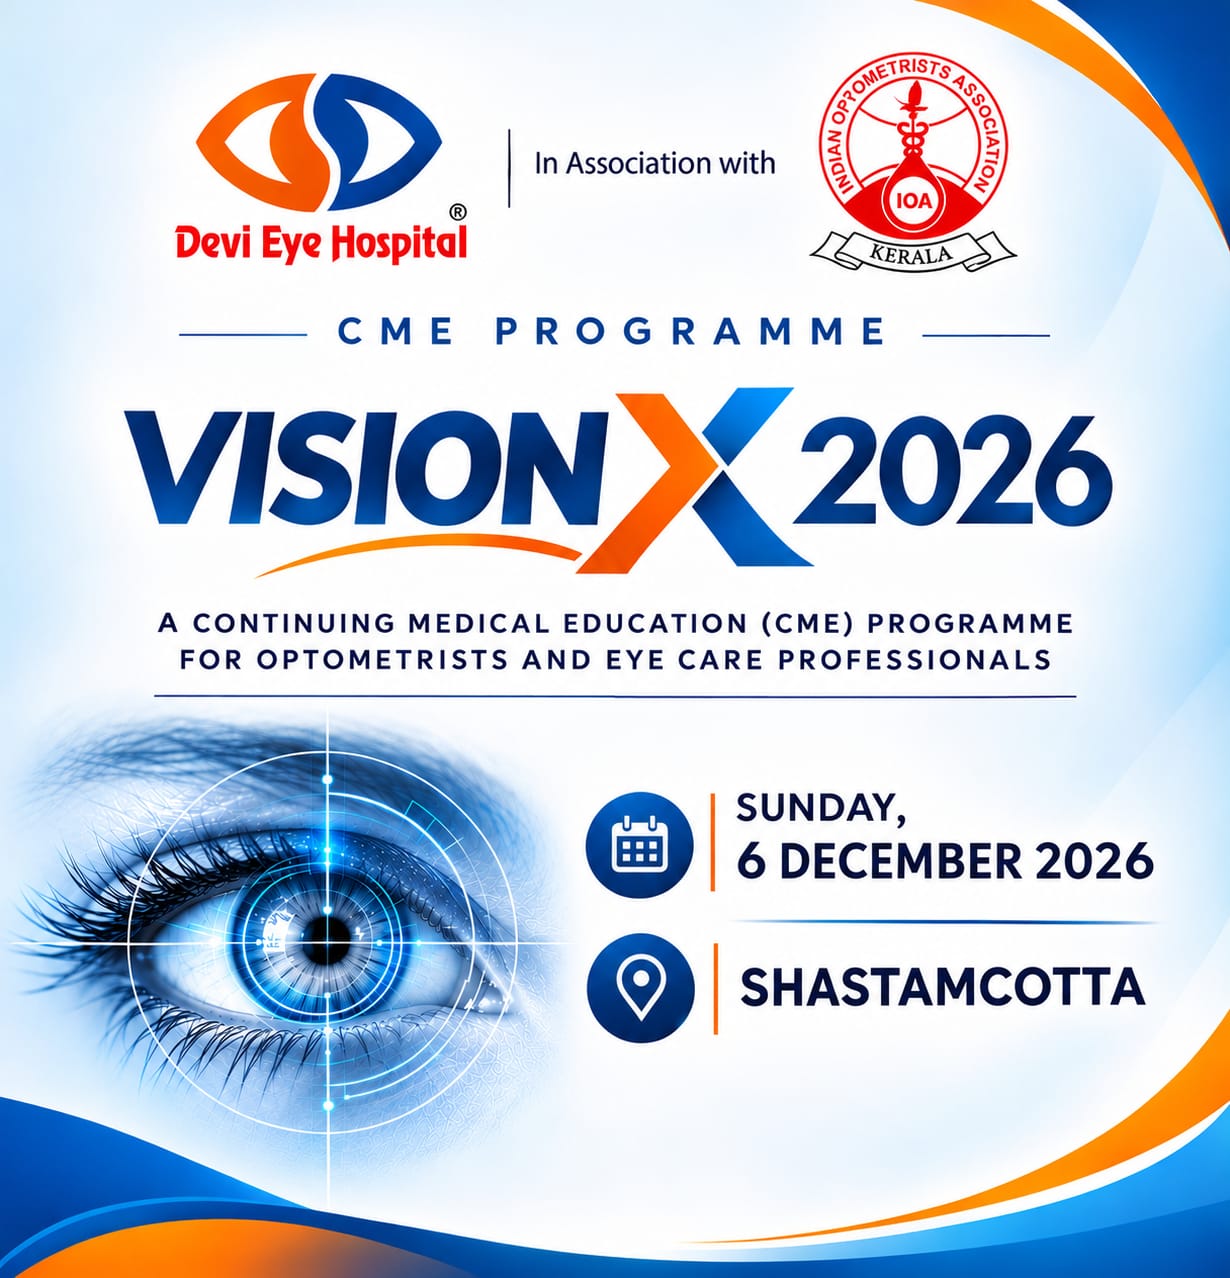 Devi Eye Hospital®
In Association with
INDIAN OPTOMETRISTS ASSOCIATION
IOA
KERALA
CME PROGRAMME
VISION X 2026
A CONTINUING MEDICAL EDUCATION (CME) PROGRAMME
FOR OPTOMETRISTS AND EYE CARE PROFESSIONALS
SUNDAY,
6 DECEMBER 2026
SHASTAMCOTTA